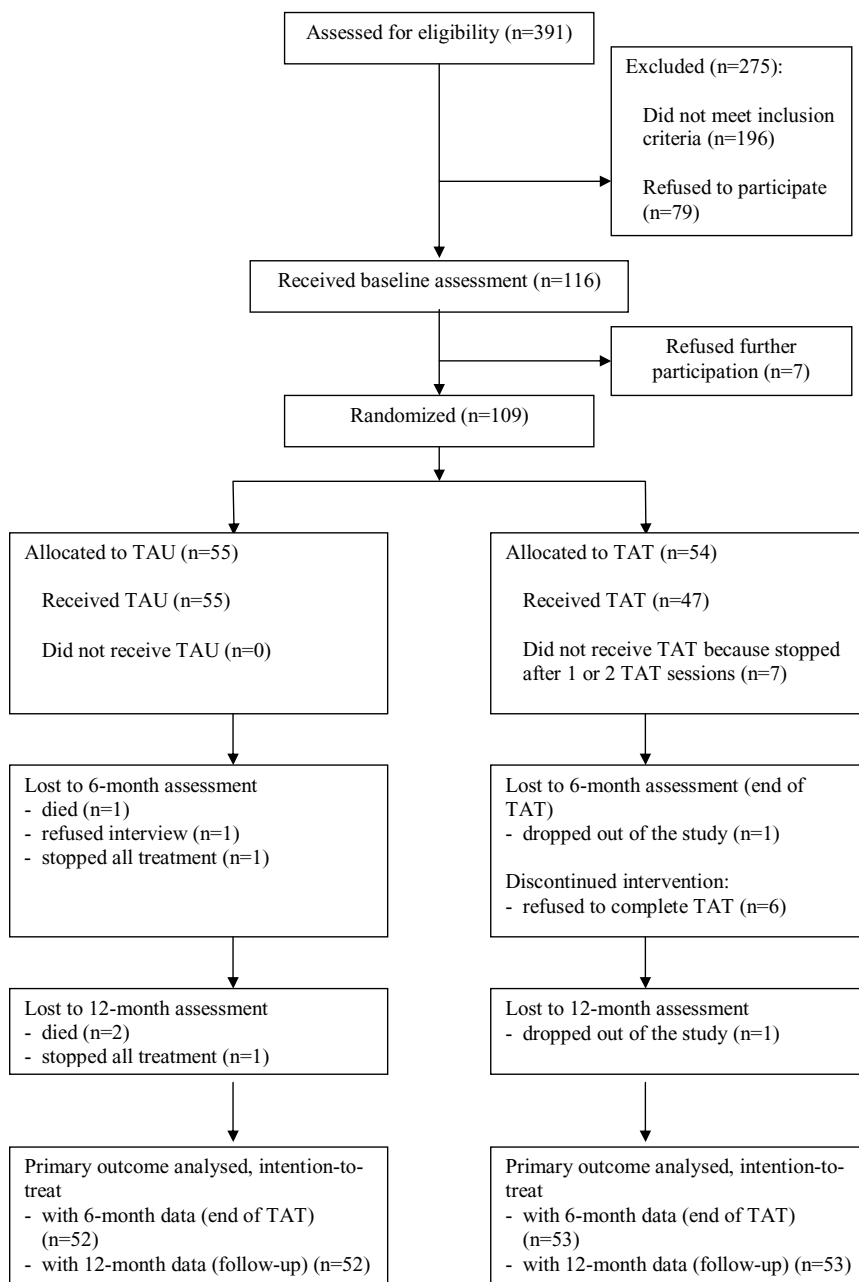 Assessed for eligibility (n=391)
Excluded (n=275):
Did not meet inclusion
criteria (n=196)
Refused to participate
(n=79)
Received baseline assessment (n=116)
Refused further
participation (n=7)
Randomized (n=109)
Allocated to TAU (n=55)
Received TAU (n=55)
Did not receive TAU (n=0)
Allocated to TAT (n=54)
Received TAT (n=47)
Did not receive TAT because stopped
after 1 or 2 TAT sessions (n=7)
Lost to 6-month assessment
- died (n=1)
- refused interview (n=1)
- stopped all treatment (n=1)
Lost to 6-month assessment (end of
TAT)
- dropped out of the study (n=1)
Discontinued intervention:
- refused to complete TAT (n=6)
Lost to 12-month assessment
- died (n=2)
- stopped all treatment (n=1)
Lost to 12-month assessment
- dropped out of the study (n=1)
Primary outcome analysed, intention-to-
treat
- with 6-month data (end of TAT)
(n=52)
- with 12-month data (follow-up) (n=52)
Primary outcome analysed, intention-to-
treat
- with 6-month data (end of TAT)
(n=53)
- with 12-month data (follow-up) (n=53)